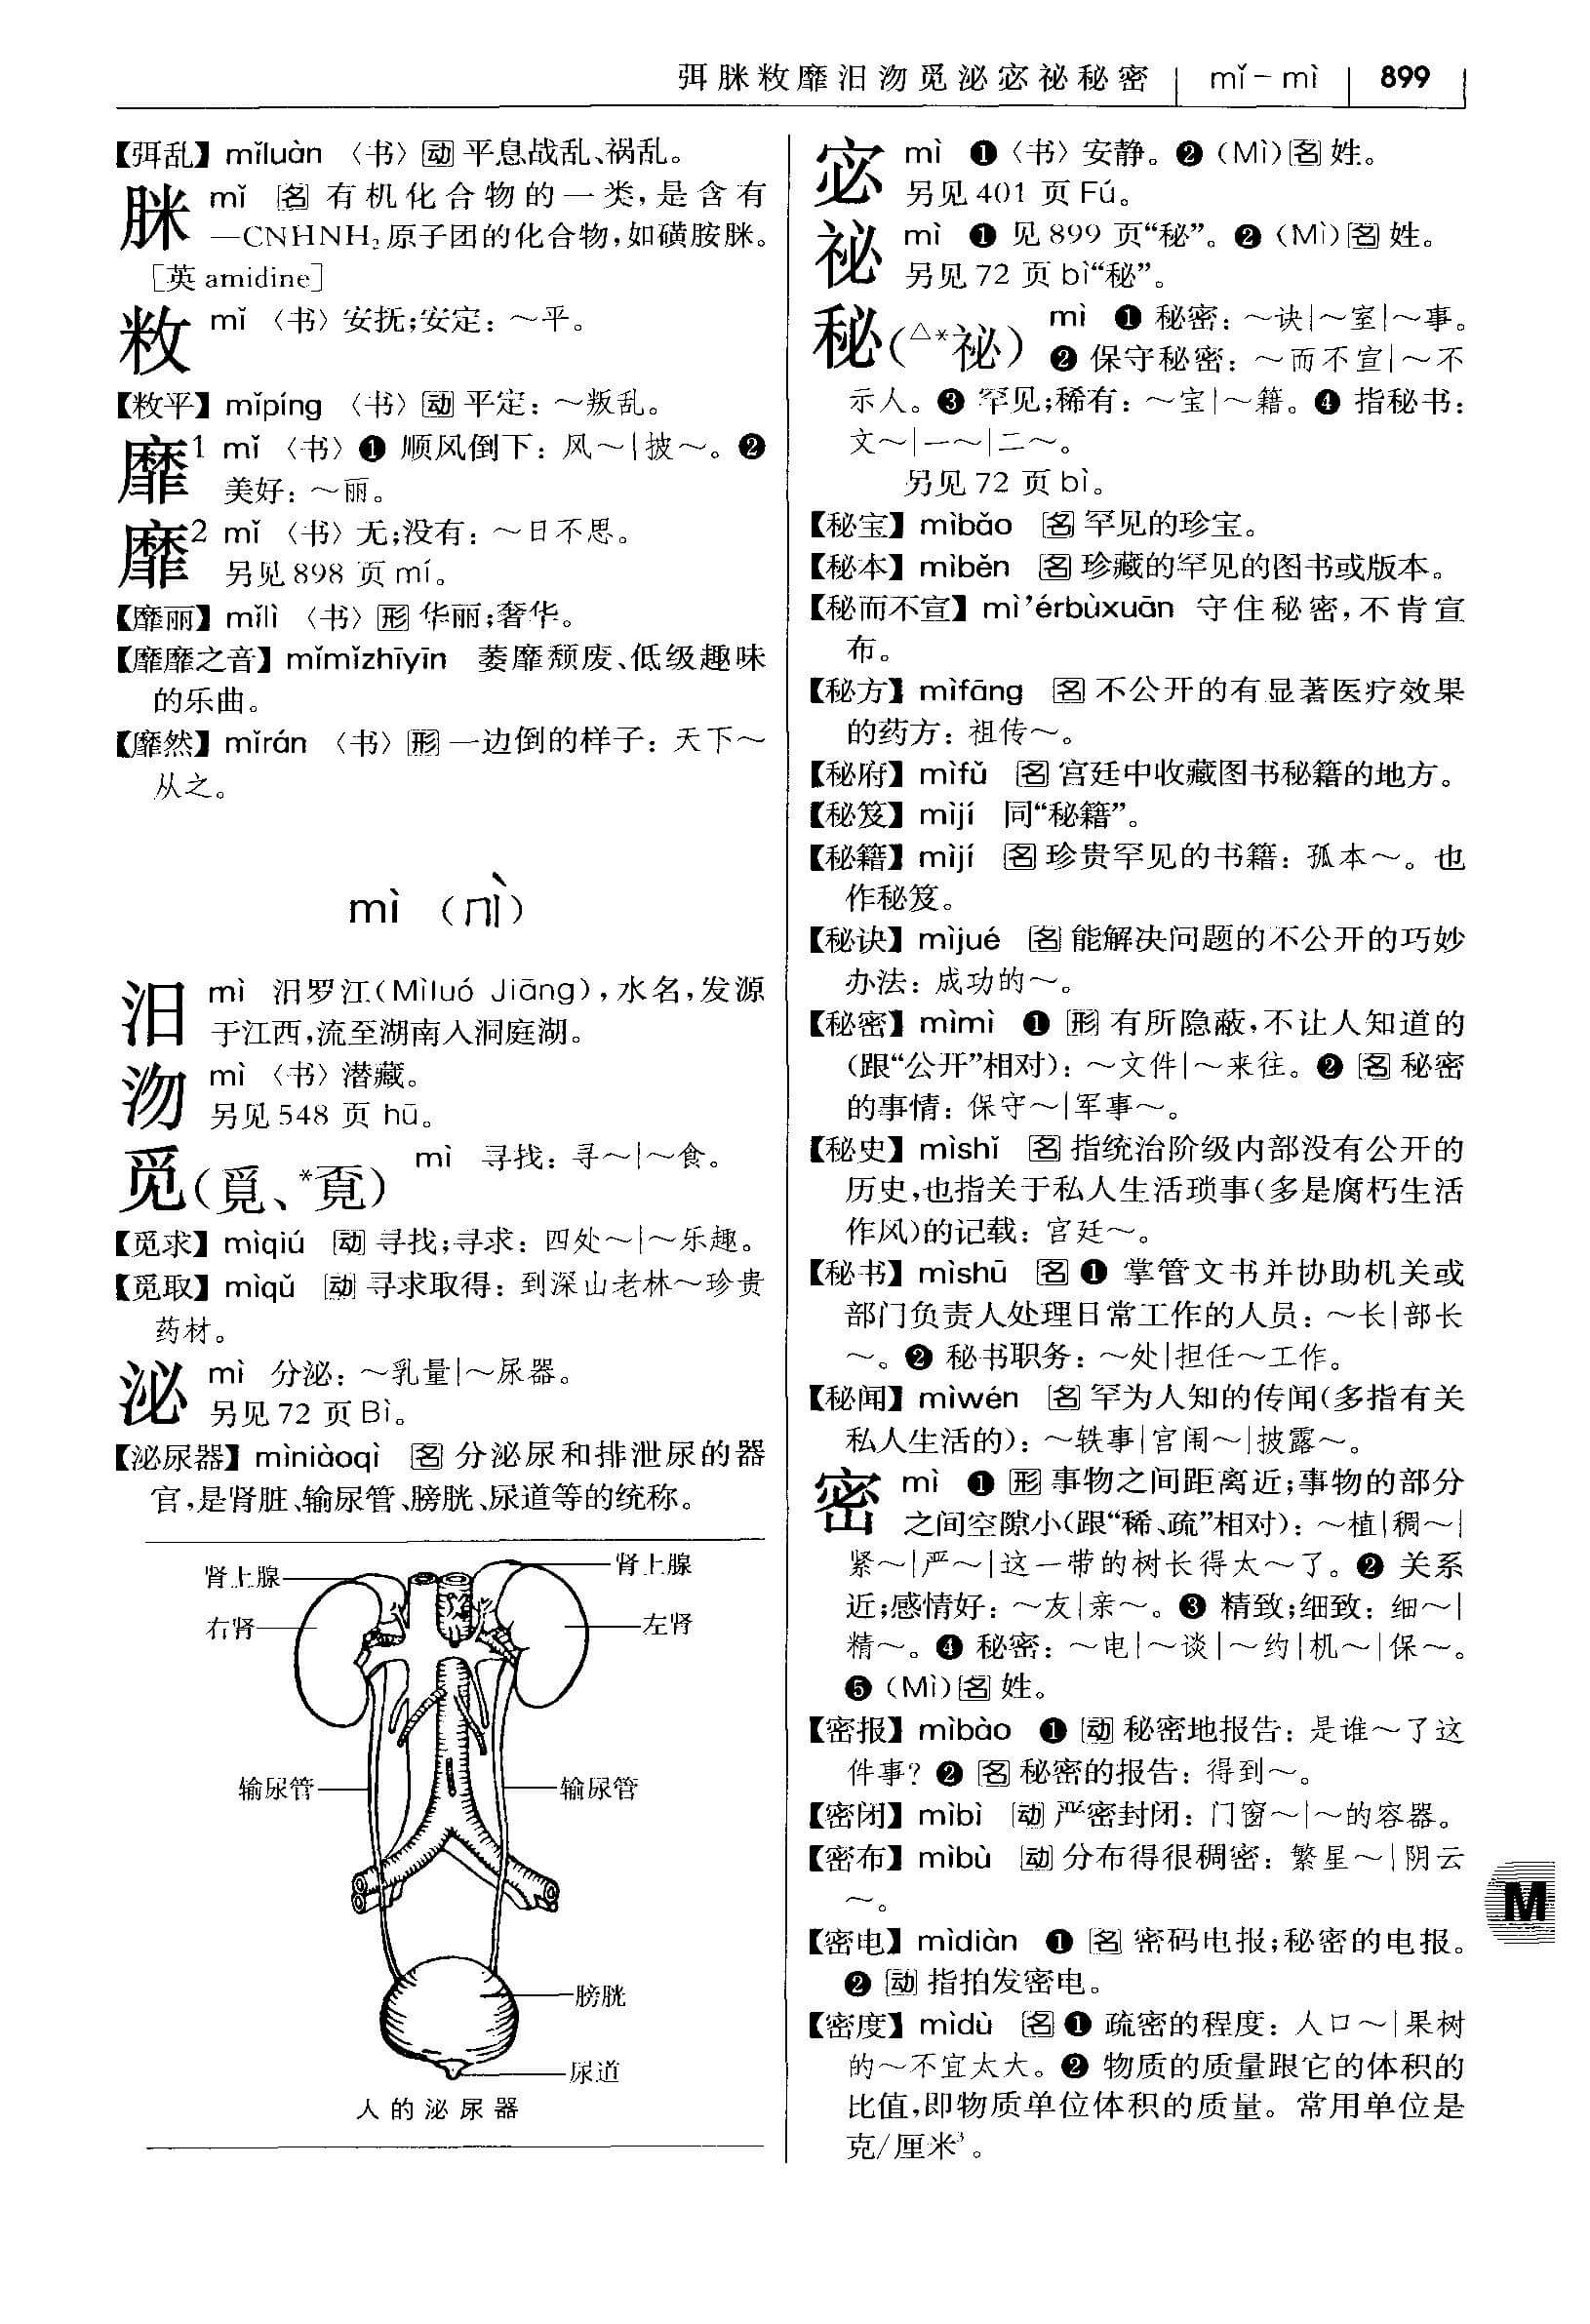 弭脒敉靡汨沕觅泌宓祕秘密 | mǐ－mì | 899
【弭乱】mǐluàn 〈书〉动 平息战乱、祸乱。
脒 mǐ 名 有机化合物的一类，是含有
—CNHNH₂原子团的化合物，如磺胺脒。
［英 amidine］
敉 mǐ 〈书〉安抚；安定：～平。
【敉平】mǐpíng 〈书〉动 平定：～叛乱。
靡1 mǐ 〈书〉❶ 顺风倒下：风～|披～。❷
美好：～丽。
靡2 mǐ 〈书〉无；没有：～日不思。
另见 898 页 mí。
【靡丽】mǐlì 〈书〉形 华丽；奢华。
【靡靡之音】mǐmǐzhīyīn 萎靡颓废、低级趣味
的乐曲。
【靡然】mǐrán 〈书〉形 一边倒的样子：天下～
从之。
mì （ㄇㄧˋ）
汨 mì 汨罗江（Mìluó Jiāng），水名，发源
于江西，流至湖南入洞庭湖。
沕 mì 〈书〉潜藏。
另见 548 页 hū。
觅（覓、*覔） mì 寻找：寻～|～食。
【觅求】mìqiú 动 寻找；寻求：四处～|～乐趣。
【觅取】mìqǔ 动 寻求取得：到深山老林～珍贵
药材。
泌 mì 分泌：～乳量|～尿器。
另见 72 页 Bì。
【泌尿器】mìniàoqì 名 分泌尿和排泄尿的器
官，是肾脏、输尿管、膀胱、尿道等的统称。
肾上腺 肾上腺
右肾 左肾
输尿管 输尿管
膀胱
尿道
人的泌尿器
宓 mì ❶〈书〉安静。❷（Mì）名 姓。
另见 401 页 Fú。
祕 mì ❶ 见 899 页“秘”。❷（Mì）名 姓。
另见 72 页 bì“秘”。
秘（△*祕） mì ❶ 秘密：～诀|～室|～事。
❷ 保守秘密：～而不宣|～不
示人。❸ 罕见；稀有：～宝|～籍。❹ 指秘书：
文～|一～|二～。
另见 72 页 bì。
【秘宝】mìbǎo 名 罕见的珍宝。
【秘本】mìběn 名 珍藏的罕见的图书或版本。
【秘而不宣】mì’érbùxuān 守住秘密，不肯宣
布。
【秘方】mìfāng 名 不公开的有显著医疗效果
的药方：祖传～。
【秘府】mìfǔ 名 宫廷中收藏图书秘籍的地方。
【秘笈】mìjí 同“秘籍”。
【秘籍】mìjí 名 珍贵罕见的书籍：孤本～。也
作秘笈。
【秘诀】mìjué 名 能解决问题的不公开的巧妙
办法：成功的～。
【秘密】mìmì ❶ 形 有所隐蔽，不让人知道的
（跟“公开”相对）：～文件|～来往。❷ 名 秘密
的事情：保守～|军事～。
【秘史】mìshǐ 名 指统治阶级内部没有公开的
历史，也指关于私人生活琐事（多是腐朽生活
作风）的记载：宫廷～。
【秘书】mìshū 名 ❶ 掌管文书并协助机关或
部门负责人处理日常工作的人员：～长|部长
～。❷ 秘书职务：～处|担任～工作。
【秘闻】mìwén 名 罕为人知的传闻（多指有关
私人生活的）：～轶事|宫闱～|披露～。
密 mì ❶ 形 事物之间距离近；事物的部分
之间空隙小（跟“稀、疏”相对）：～植|稠～|
紧～|严～|这一带的树长得太～了。❷ 关系
近；感情好：～友|亲～。❸ 精致；细致：细～|
精～。❹ 秘密：～电|～谈|～约|机～|保～。
❺（Mì）名 姓。
【密报】mìbào ❶ 动 秘密地报告：是谁～了这
件事？❷ 名 秘密的报告：得到～。
【密闭】mìbì 动 严密封闭：门窗～|～的容器。
【密布】mìbù 动 分布得很稠密：繁星～|阴云
～。
【密电】mìdiàn ❶ 名 密码电报；秘密的电报。
❷ 动 指拍发密电。
【密度】mìdù 名 ❶ 疏密的程度：人口～|果树
的～不宜太大。❷ 物质的质量跟它的体积的
比值，即物质单位体积的质量。常用单位是
克/厘米³。
M